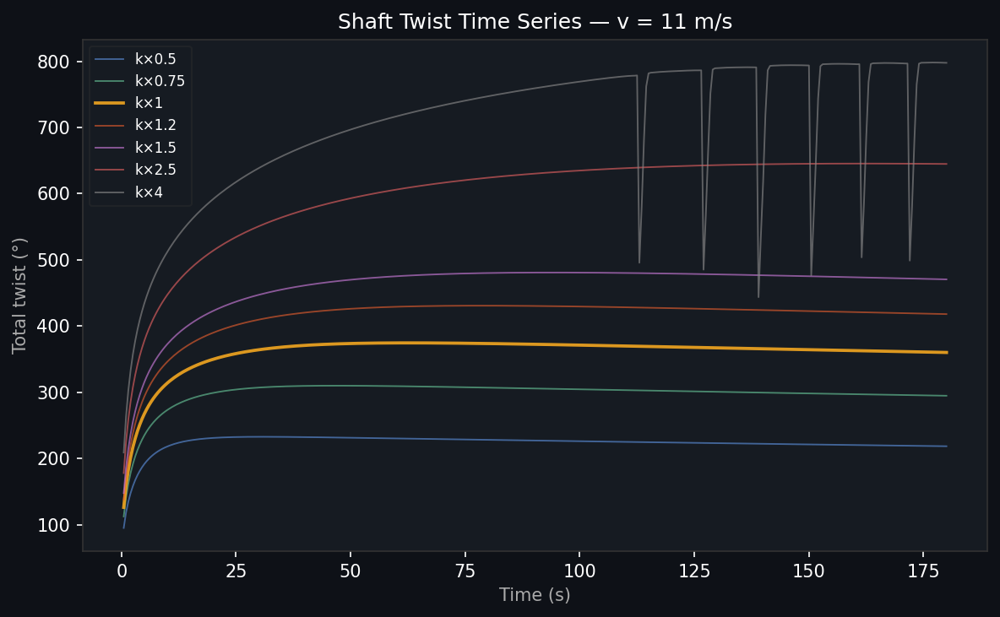 Shaft Twist Time Series — v = 11 m/s
Total twist (°)
800
700
600
500
400
300
200
100
k×0.5
k×0.75
k×1
k×1.2
k×1.5
k×2.5
k×4
0 25 50 75 100 125 150 175
Time (s)